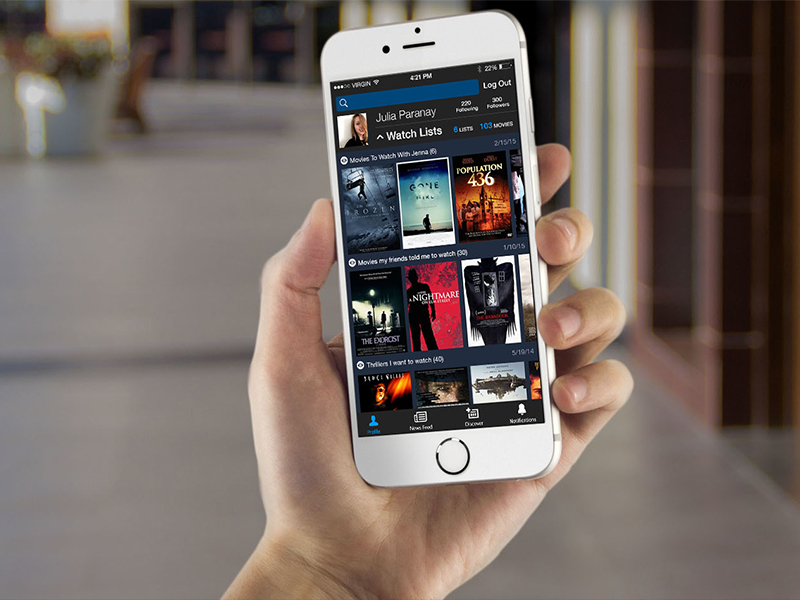 VIRGIN 4:21 PM 22%
Log Out
Julia Paranay 220 Following 300 Followers
Watch Lists 6 LISTS 103 MOVIES
2/15/15
Movies To Watch With Jenna (6)
FROZEN GONE GIRL POPULATION 436
1/10/15
Movies my friends told me to watch (30)
THE EXORCIST A NIGHTMARE ON ELM STREET THE BABADOOK
5/19/14
Thrillers I want to watch (40)
Profile News Feed Discover Notifications